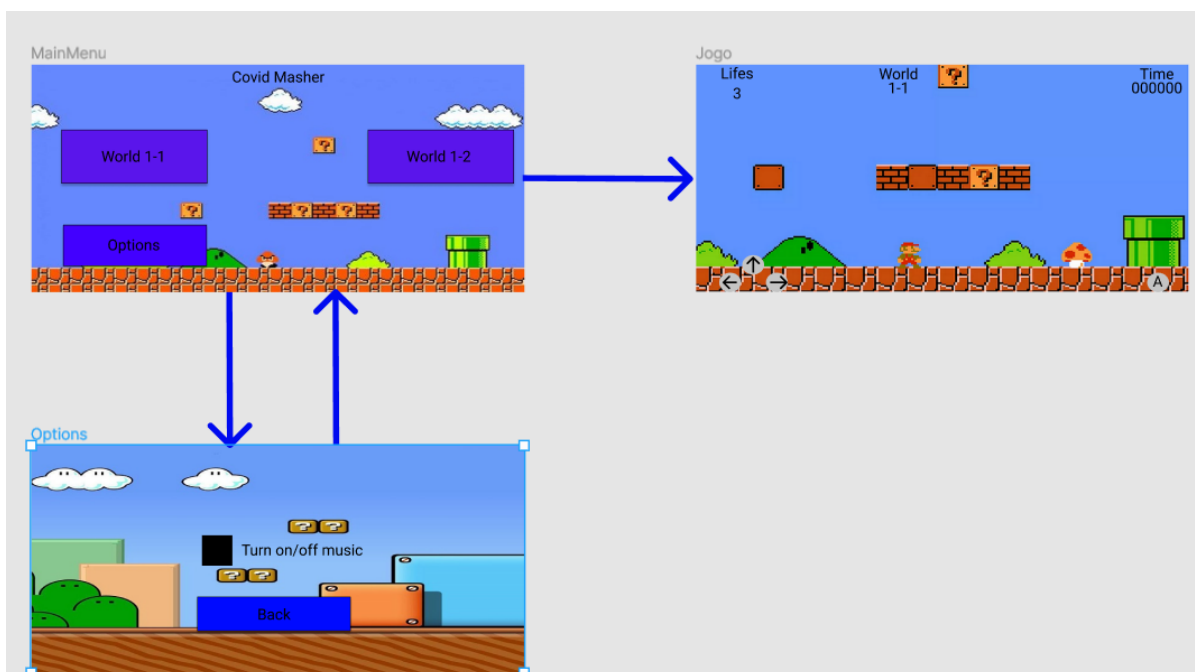 MainMenu
Covid Masher
World 1-1
World 1-2
Options
Jogo
Lifes
3
World
1-1
Time
000000
A
Options
Turn on/off music
Back